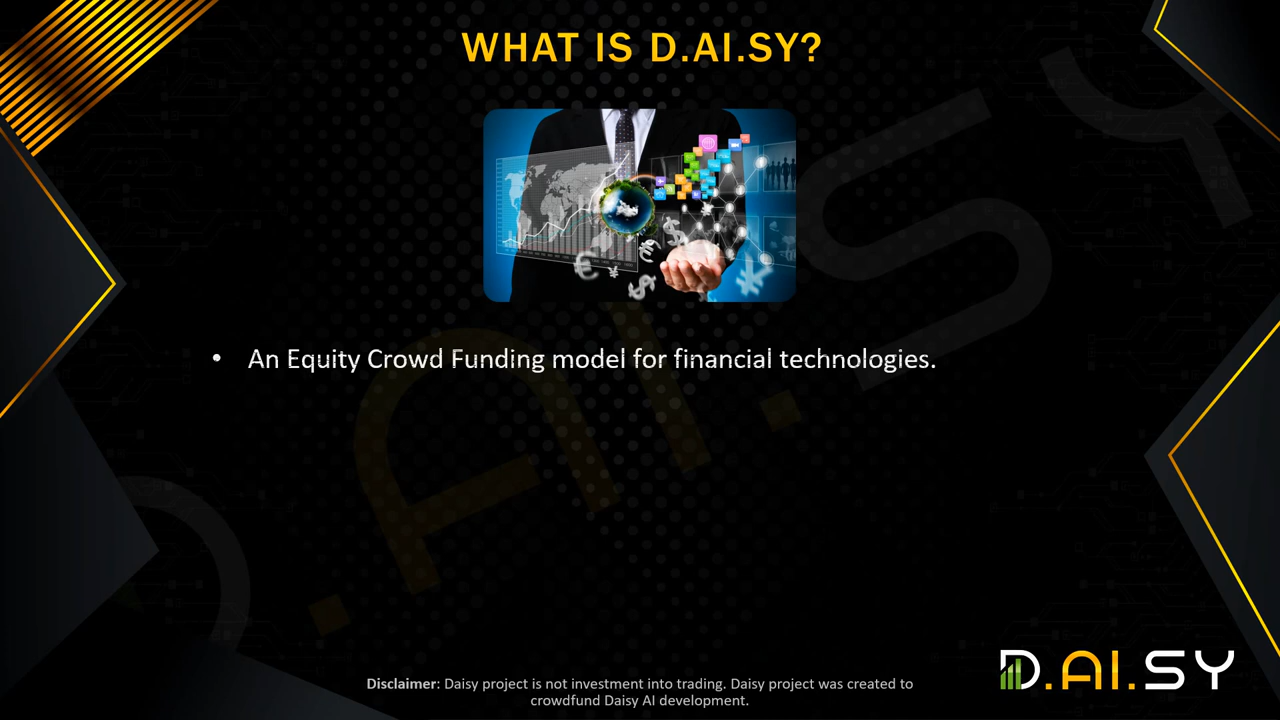 WHAT IS D.AI.SY?
• An Equity Crowd Funding model for financial technologies.
Disclaimer: Daisy project is not investment into trading. Daisy project was created to
crowdfund Daisy AI development.
D.AI.SY